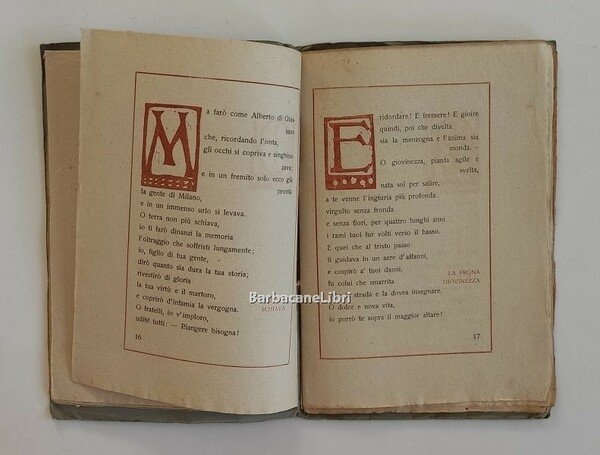 Ma farò come Alberto di Gius-
sano
che, ricordando l'onta,
gli occhi si copriva e singhioz-
zava;
e in un fremito solo ecco già
pronta
la gente di Milano,
e in un immenso urlo si levava.
O terra non più schiava,
io ti farò dinanzi la memoria
l'oltraggio che soffristi lungamente;
io, figlio di tua gente,
dirò quanto sia dura la tua storia;
rivestirò di gloria
la tua virtù e il martoro,
e coprirò d'infamia la vergogna.
SCHIAVA
O fratelli, io v'imploro,
udite tutti: — Piangere bisogna!
16
E ridordare! E fremere! E gioire
quindi, poi che divelta
sia la menzogna e l'anima sia
monda. —
O giovinezza, pianta agile e
svelta,
nata sol per salire,
a te venne l'ingiuria più profonda:
virgulto senza fronda
e senza fiori, per quattro lunghi anni
i rami tuoi fur volti verso il basso.
E quei che al tristo passo
ti guidava in un aere d'affanni,
e cospirò a' tuoi danni,
LA PRONA
GIOVINEZZA
fu colui che smarrita
strada e la dovea insegnare.
O dolce e nova vita,
io porrò te sopra il maggior altare!
17
BarbacaneLibri